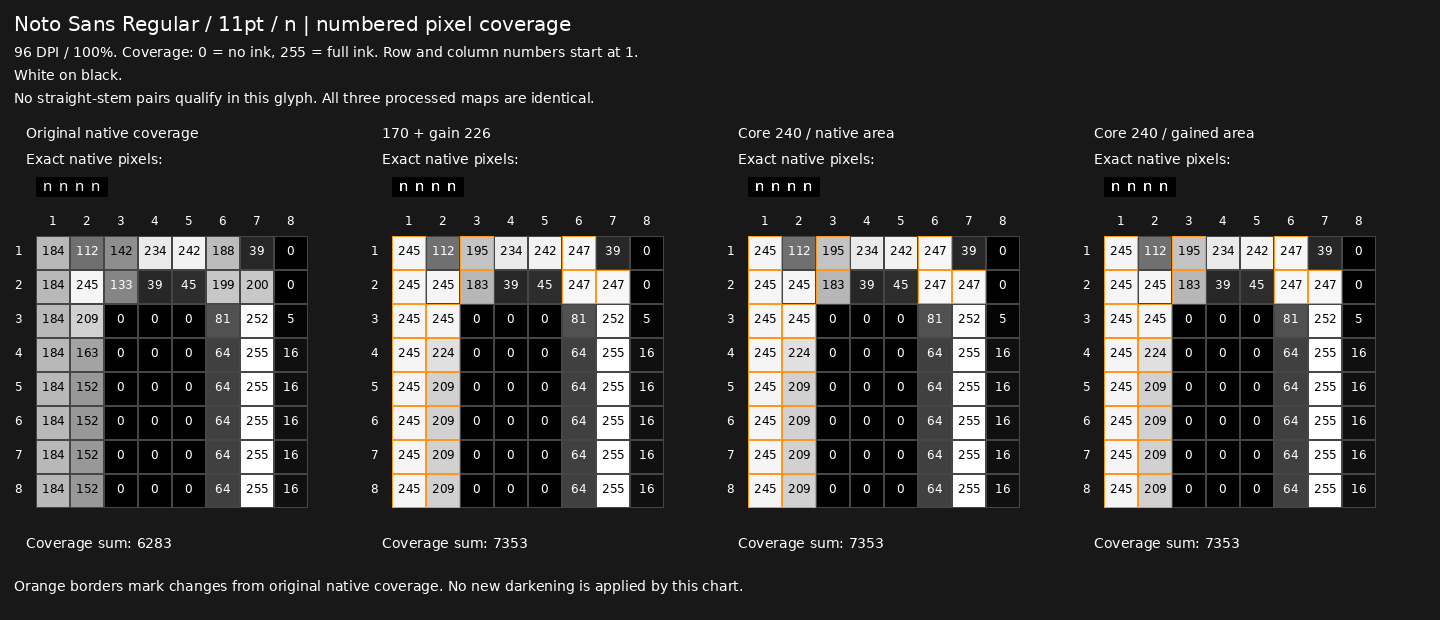 Noto Sans Regular / 11pt / n | numbered pixel coverage
96 DPI / 100%. Coverage: 0 = no ink, 255 = full ink. Row and column numbers start at 1.
White on black.
No straight-stem pairs qualify in this glyph. All three processed maps are identical.
Original native coverage 170 + gain 226 Core 240 / native area Core 240 / gained area
Exact native pixels: Exact native pixels: Exact native pixels: Exact native pixels:
n n n n n n n n n n n n n n n n
1 2 3 4 5 6 7 8 1 2 3 4 5 6 7 8 1 2 3 4 5 6 7 8 1 2 3 4 5 6 7 8
1 184 112 142 234 242 188 39 0 1 245 112 195 234 242 247 39 0 1 245 112 195 234 242 247 39 0 1 245 112 195 234 242 247 39 0
2 184 245 133 39 45 199 200 0 2 245 245 183 39 45 247 247 0 2 245 245 183 39 45 247 247 0 2 245 245 183 39 45 247 247 0
3 184 209 0 0 0 81 252 5 3 245 245 0 0 0 81 252 5 3 245 245 0 0 0 81 252 5 3 245 245 0 0 0 81 252 5
4 184 163 0 0 0 64 255 16 4 245 224 0 0 0 64 255 16 4 245 224 0 0 0 64 255 16 4 245 224 0 0 0 64 255 16
5 184 152 0 0 0 64 255 16 5 245 209 0 0 0 64 255 16 5 245 209 0 0 0 64 255 16 5 245 209 0 0 0 64 255 16
6 184 152 0 0 0 64 255 16 6 245 209 0 0 0 64 255 16 6 245 209 0 0 0 64 255 16 6 245 209 0 0 0 64 255 16
7 184 152 0 0 0 64 255 16 7 245 209 0 0 0 64 255 16 7 245 209 0 0 0 64 255 16 7 245 209 0 0 0 64 255 16
8 184 152 0 0 0 64 255 16 8 245 209 0 0 0 64 255 16 8 245 209 0 0 0 64 255 16 8 245 209 0 0 0 64 255 16
Coverage sum: 6283 Coverage sum: 7353 Coverage sum: 7353 Coverage sum: 7353
Orange borders mark changes from original native coverage. No new darkening is applied by this chart.